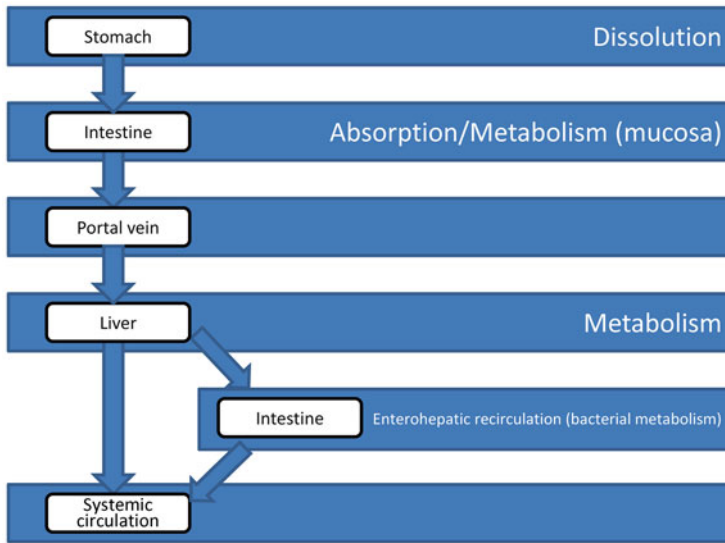 Stomach
Dissolution
Intestine
Absorption/Metabolism (mucosa)
Portal vein
Liver
Metabolism
Intestine
Enterohepatic recirculation (bacterial metabolism)
Systemic
circulation